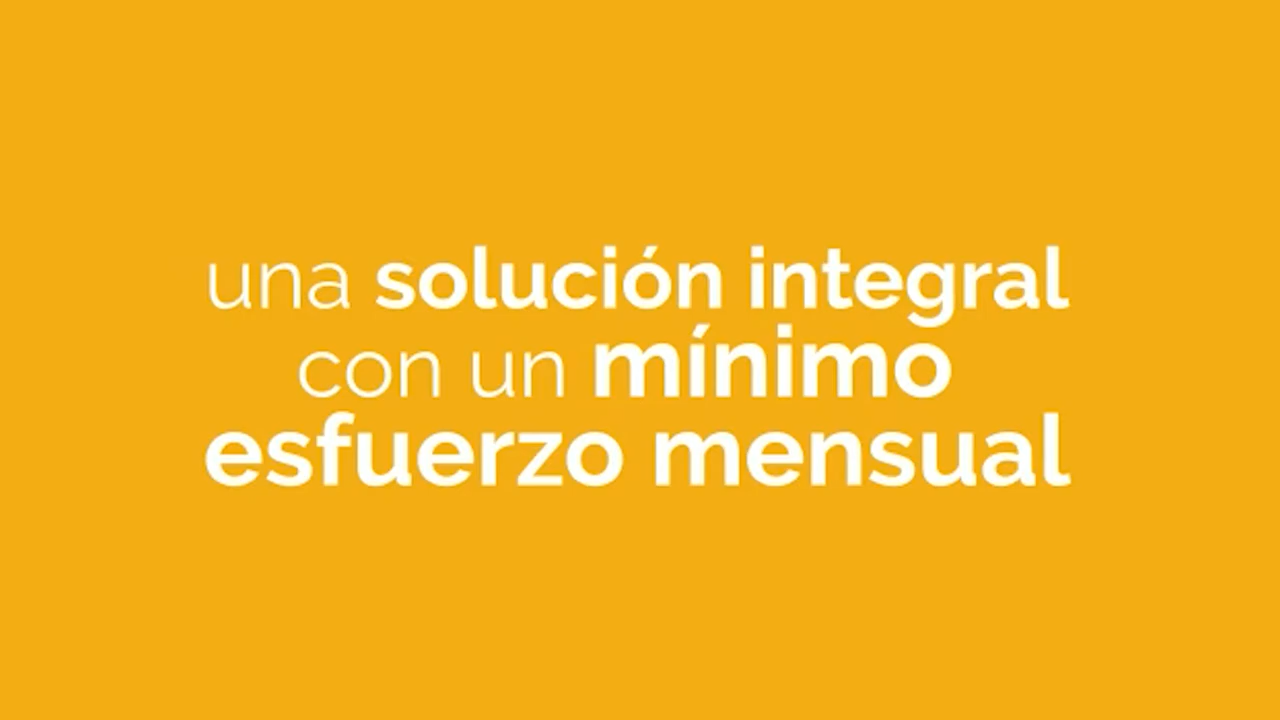 una solución integral
con un mínimo
esfuerzo mensual